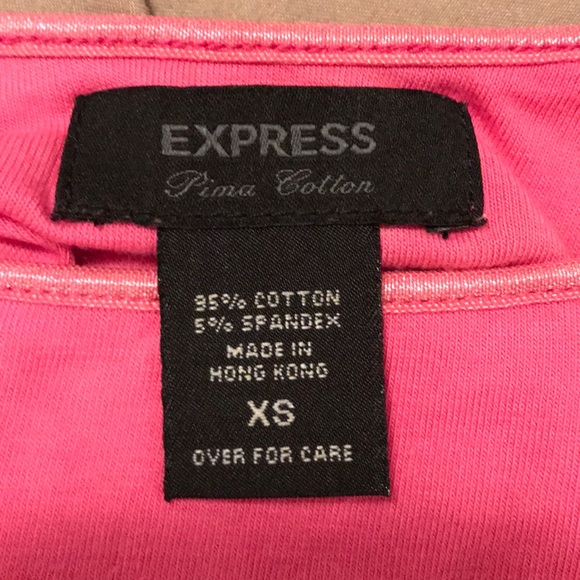 EXPRESS
Pima Cotton
95% COTTON
5% SPANDEX
MADE IN
HONG KONG
XS
OVER FOR CARE